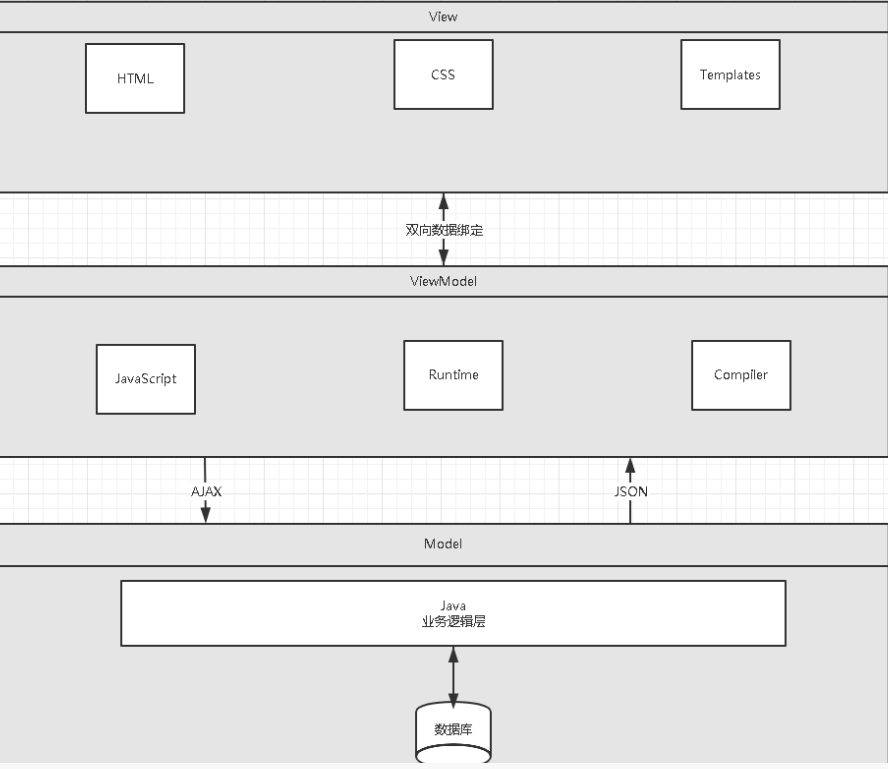 View
HTML
CSS
Templates
双向数据绑定
ViewModel
JavaScript
Runtime
Compiler
AJAX
JSON
Model
Java
业务逻辑层
数据库